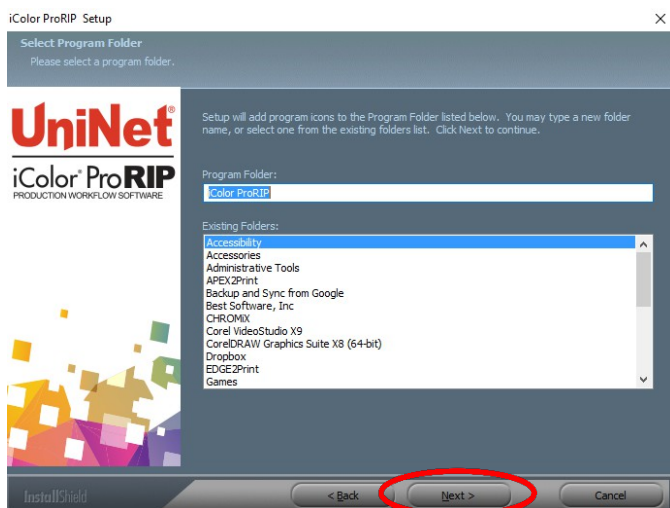 iColor ProRIP Setup
Select Program Folder
Please select a program folder.
UniNet®
iColor® ProRIP
PRODUCTION WORKFLOW SOFTWARE
Setup will add program icons to the Program Folder listed below. You may type a new folder
name, or select one from the existing folders list. Click Next to continue.
Program Folder:
iColor ProRIP
Existing Folders:
Accessibility
Accessories
Administrative Tools
APEX2Print
Backup and Sync from Google
Best Software, Inc
CHROMiX
Corel VideoStudio X9
CorelDRAW Graphics Suite X8 (64-bit)
Dropbox
EDGE2Print
Games
InstallShield
< Back
Next >
Cancel